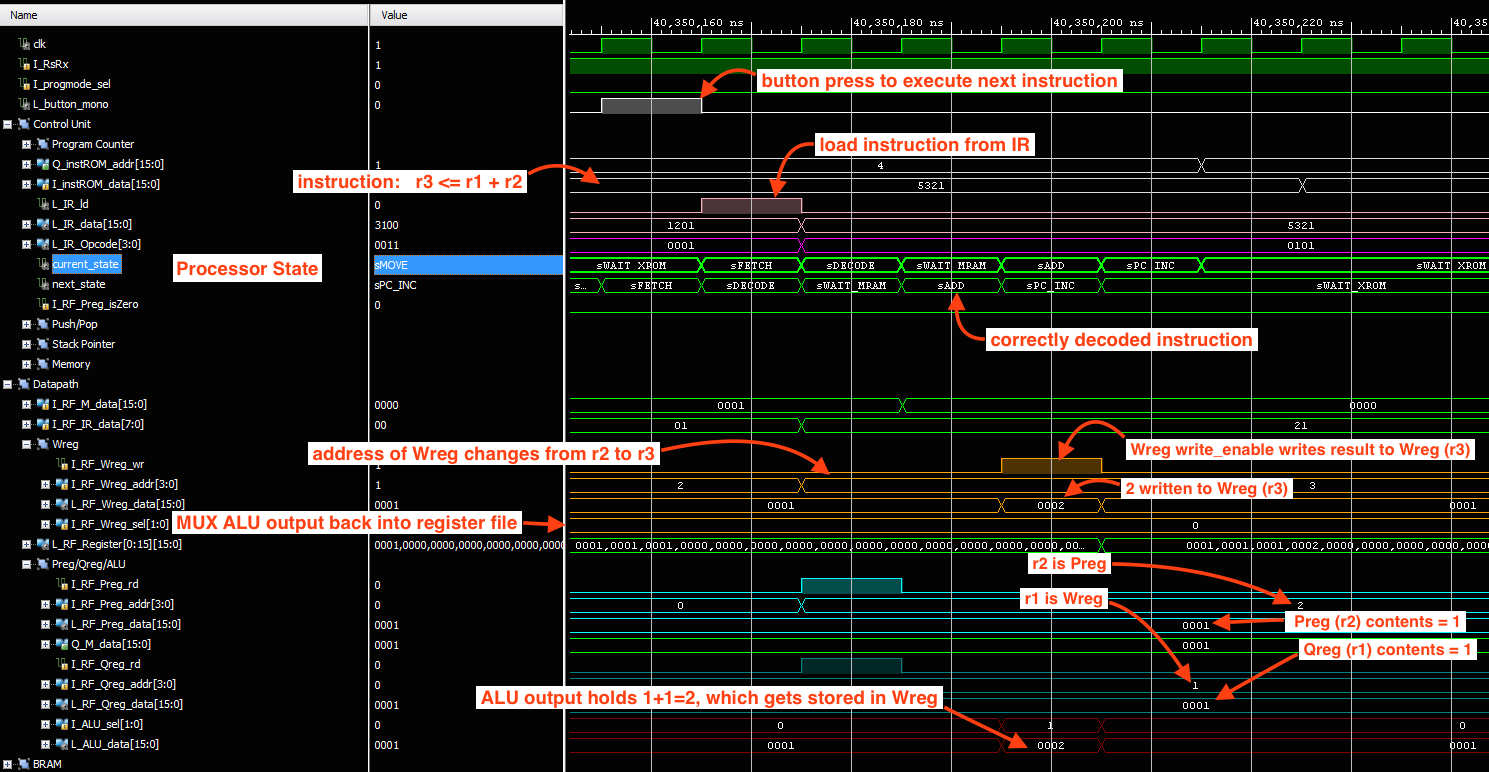 Name Value
40,350,160 ns 40,350,180 ns 40,350,200 ns 40,350,220 ns 40,35
clk 1
I_RsRx 1
I_progmode_sel 0
button press to execute next instruction
L_button_mono 0
Control Unit
Program Counter
load instruction from IR
Q_instROM_addr[15:0] 1 4
instruction: r3 <= r1 + r2
I_instROM_data[15:0] 5321
L_IR_ld 0
L_IR_data[15:0] 3100 1201 5321
L_IR_Opcode[3:0] 0011 0001 0101
current_state Processor State sMOVE sWAIT_XROM sFETCH sDECODE sWAIT_MRAM sADD sPC_INC sWAIT_XROM
next_state sPC_INC s... sFETCH sDECODE sWAIT_MRAM sADD sPC_INC sWAIT_XROM
I_RF_Preg_isZero 0
Push/Pop
Stack Pointer
correctly decoded instruction
Memory
Datapath
I_RF_M_data[15:0] 0000 0001 0000
I_RF_IR_data[7:0] 00 01 21
Wreg
address of Wreg changes from r2 to r3
Wreg write_enable writes result to Wreg (r3)
I_RF_Wreg_wr 1
I_RF_Wreg_addr[3:0] 1 2 3
2 written to Wreg (r3)
L_RF_Wreg_data[15:0] 0001 0001 0002 0001
I_RF_Wreg_sel[1:0] 0
MUX ALU output back into register file
L_RF_Register[0:15][15:0] 0001,0000,0000,0000,0000,0000,0000 0001,0001,0001,0000,0000,0000,0000,0000,0000,0000,0000,00... 0001,0001,0001,0002,0000,0000,0000,0000
Preg/Qreg/ALU
r2 is Preg
I_RF_Preg_rd 0
r1 is Wreg
I_RF_Preg_addr[3:0] 0 0 2
L_RF_Preg_data[15:0] 0001 0001
Preg (r2) contents = 1
Q_M_data[15:0] 0001 0001
Qreg (r1) contents = 1
I_RF_Qreg_rd 0
I_RF_Qreg_addr[3:0] 0 1
ALU output holds 1+1=2, which gets stored in Wreg
L_RF_Qreg_data[15:0] 0001 0001
I_ALU_sel[1:0] 0 0 1 0
L_ALU_data[15:0] 0001 0001 0002 0001
BRAM